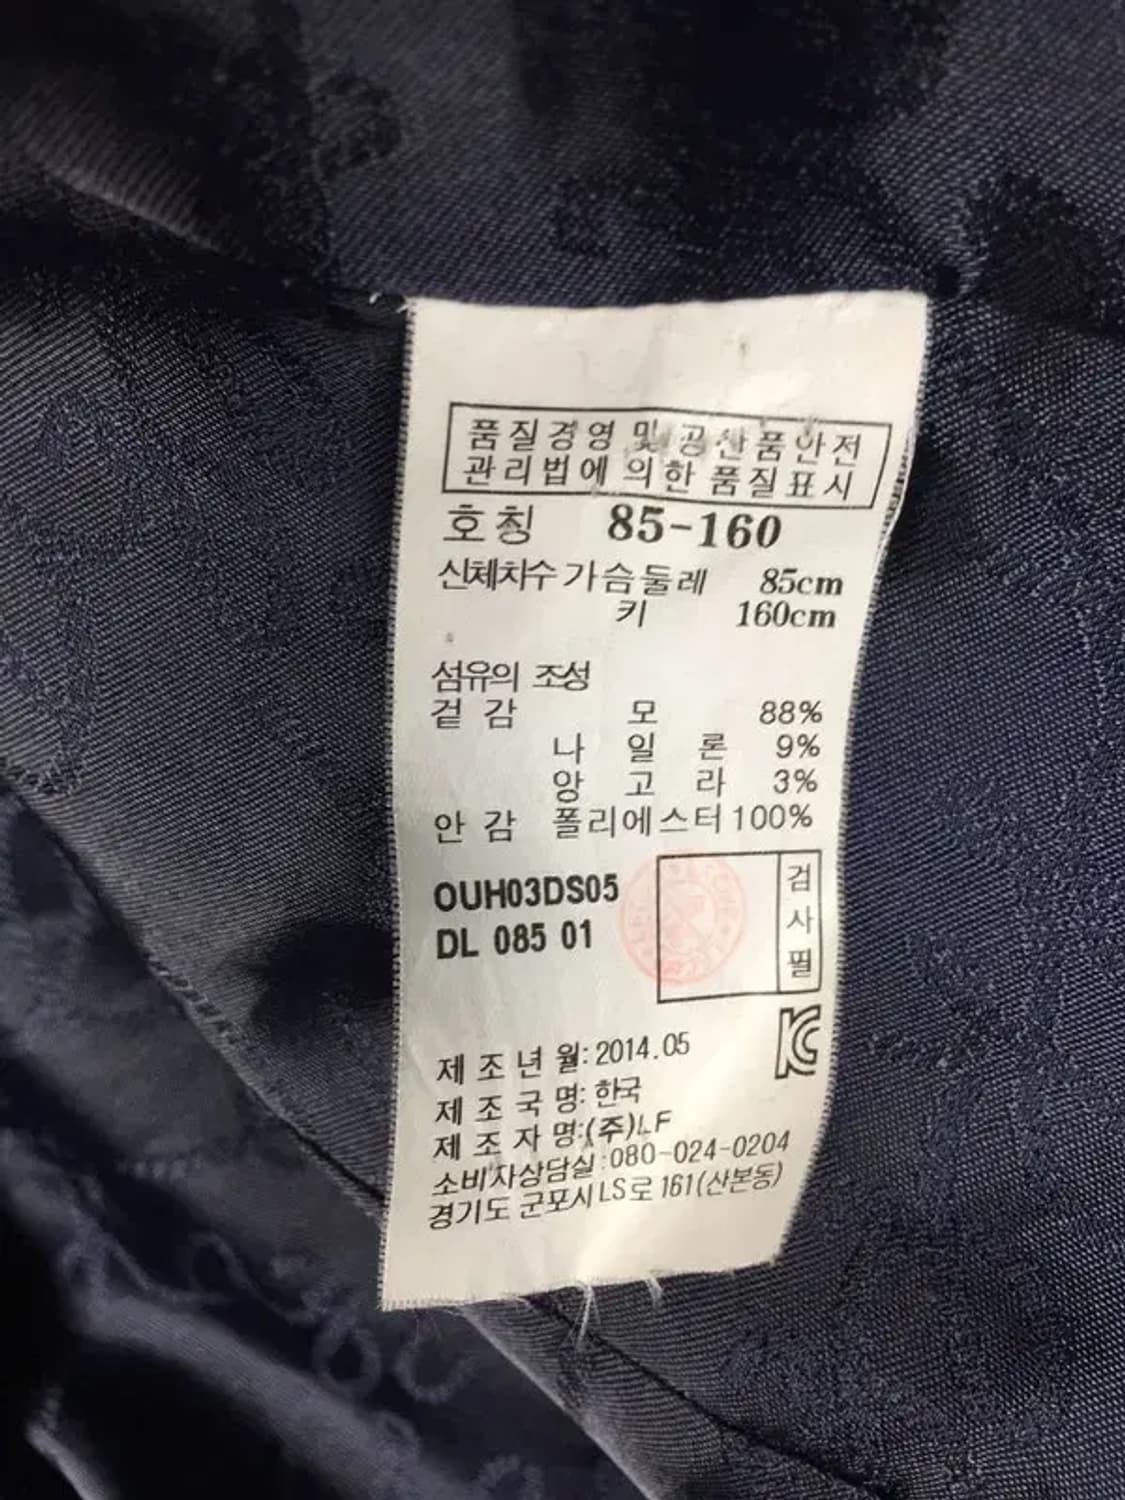 품질경영 및 공산품안전
관리법에 의한 품질표시
호칭 85-160
신체치수 가슴둘레 85cm
키 160cm
섬유의 조성
겉감 모 88%
나일론 9%
앙고라 3%
안감 폴리에스터 100%
OUH03DS05
DL 085 01
검사필
제조년월: 2014.05
제조국명: 한국
제조자명:(주)LF
소비자상담실:080-024-0204
경기도 군포시 LS로 161(산본동)